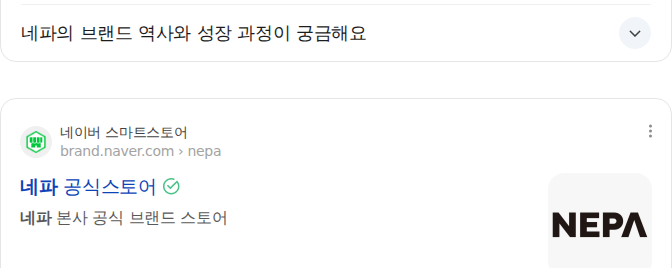 네파의 브랜드 역사와 성장 과정이 궁금해요
네이버 스마트스토어
brand.naver.com › nepa
네파 공식스토어
네파 본사 공식 브랜드 스토어
NEPA